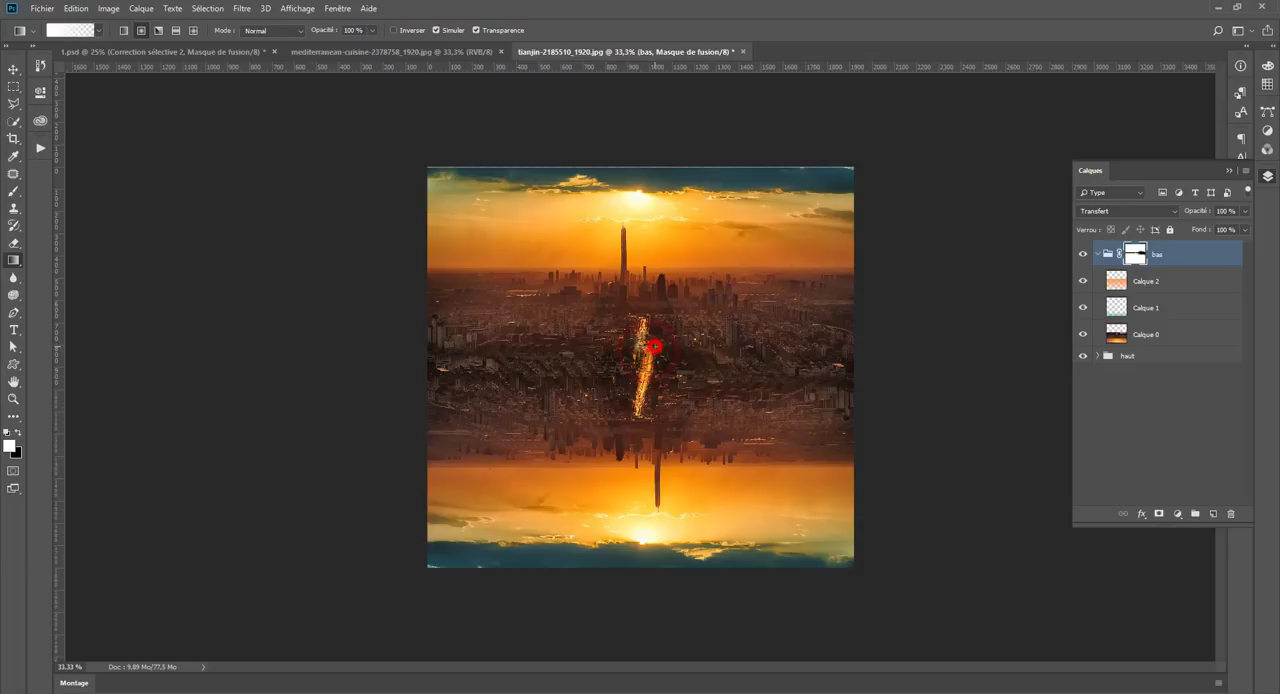 Ps Fichier Edition Image Calque Texte Sélection Filtre 3D Affichage Fenêtre Aide
Mode : Normal Opacité : 100 % Inverser Simuler Transparence
1.psd @ 25% (Correction sélective 2, Masque de fusion/8) * × mediterranean-cuisine-2378758_1920.jpg @ 33,3% (RVB/8) × tianjin-2185510_1920.jpg @ 33,3% (bas, Masque de fusion/8) * ×
Calques
Type
Transfert Opacité : 100 %
Verrou : Fond : 100 %
bas
Calque 2
Calque 1
Calque 0
haut
33,33 % Doc : 9,89 Mo/77,5 Mo
Montage